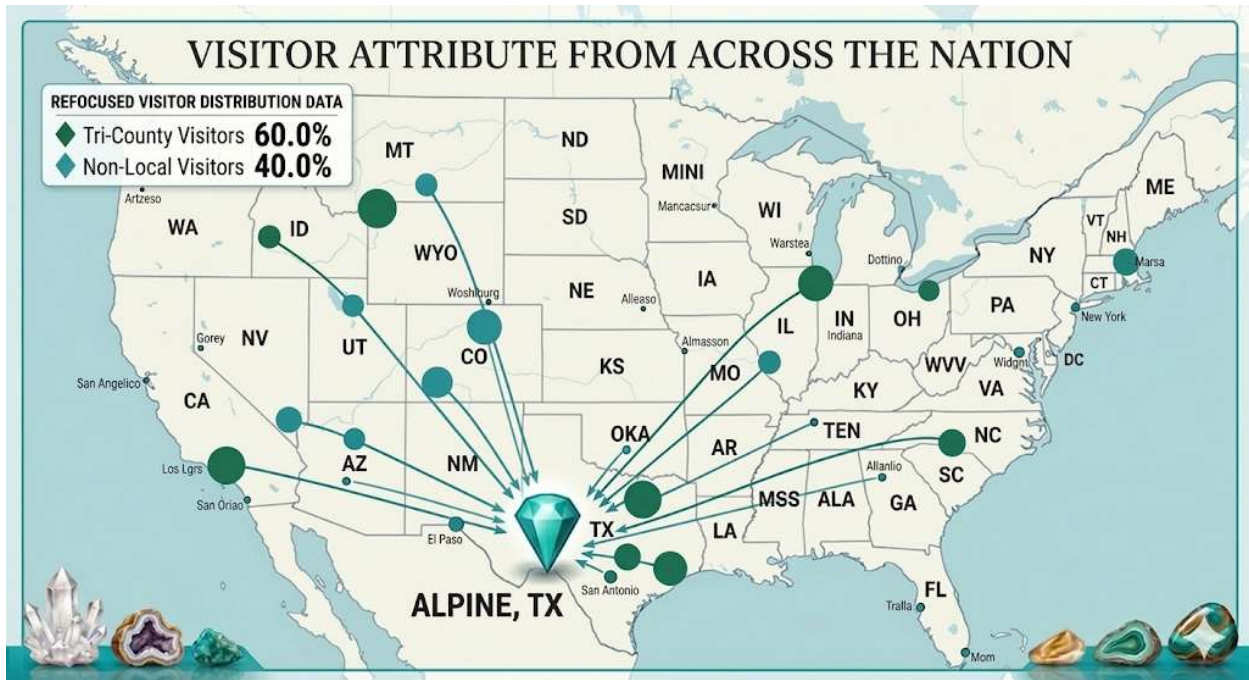 VISITOR ATTRIBUTE FROM ACROSS THE NATION
REFOCUSED VISITOR DISTRIBUTION DATA
Tri-County Visitors 60.0%
Non-Local Visitors 40.0%
Artzeso
WA
MT
ID
ND
MINI
Mancacsur
SD
WI
Warstea
Dottino
ME
VT
NH
NY
Marsa
CT
WYO
Woshlburg
NE
Alleaso
IA
PA
New York
Gorey
NV
UT
CO
KS
Almasson
MO
IL
IN
Indiana
OH
WVV
Widgnt
DC
VA
KY
San Angelico
CA
Los Lgrs
San Oriao
AZ
NM
OKA
AR
TEN
NC
SC
Allanlio
GA
ALA
MSS
LA
TX
El Paso
San Antonio
ALPINE, TX
FL
Tralla
Mom